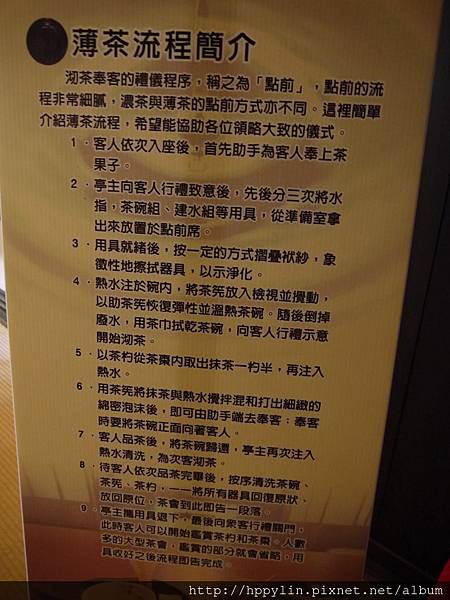 薄茶流程簡介
沏茶奉客的禮儀程序，稱之為「點前」，點前的流
程非常細膩，濃茶與薄茶的點前方式亦不同。這裡簡單
介紹薄茶流程，希望能協助各位領略大致的儀式。
1．客人依次入座後，首先助手為客人奉上茶
果子。
2．亭主向客人行禮致意後，先後分三次將水
指，茶碗組、建水組等用具，從準備室拿
出來放置於點前席。
3．用具就緒後，按一定的方式摺疊袱紗，象
徵性地擦拭器具，以示淨化。
4．熱水注於碗內，將茶筅放入檢視並攪動，
以助茶筅恢復彈性並溫熱茶碗。隨後倒掉
廢水，用茶巾拭乾茶碗，向客人行禮示意
開始沏茶。
5．以茶杓從茶棗內取出抹茶一杓半，再注入
熱水。
6．用茶筅將抹茶與熱水攪拌混和打出細緻的
綿密泡沫後，即可由助手端去奉客；奉客
時要將茶碗正面向著客人。
7．客人品茶後，將茶碗歸還，亭主再次注入
熱水清洗，為次客沏茶。
8．待客人依次品茶完畢後，按序清洗茶碗、
茶筅、茶杓，一一將所有器具回復原狀、
放回原位，茶會到此即告一段落。
9．亭主攜用具退下，最後向眾客行禮關門，
此時客人可以開始鑑賞茶杓和茶棗。人數
多的大型茶會，鑑賞的部分就會省略，用
具收好之後流程即告完成。
http://hppylin.pixnet.net/album